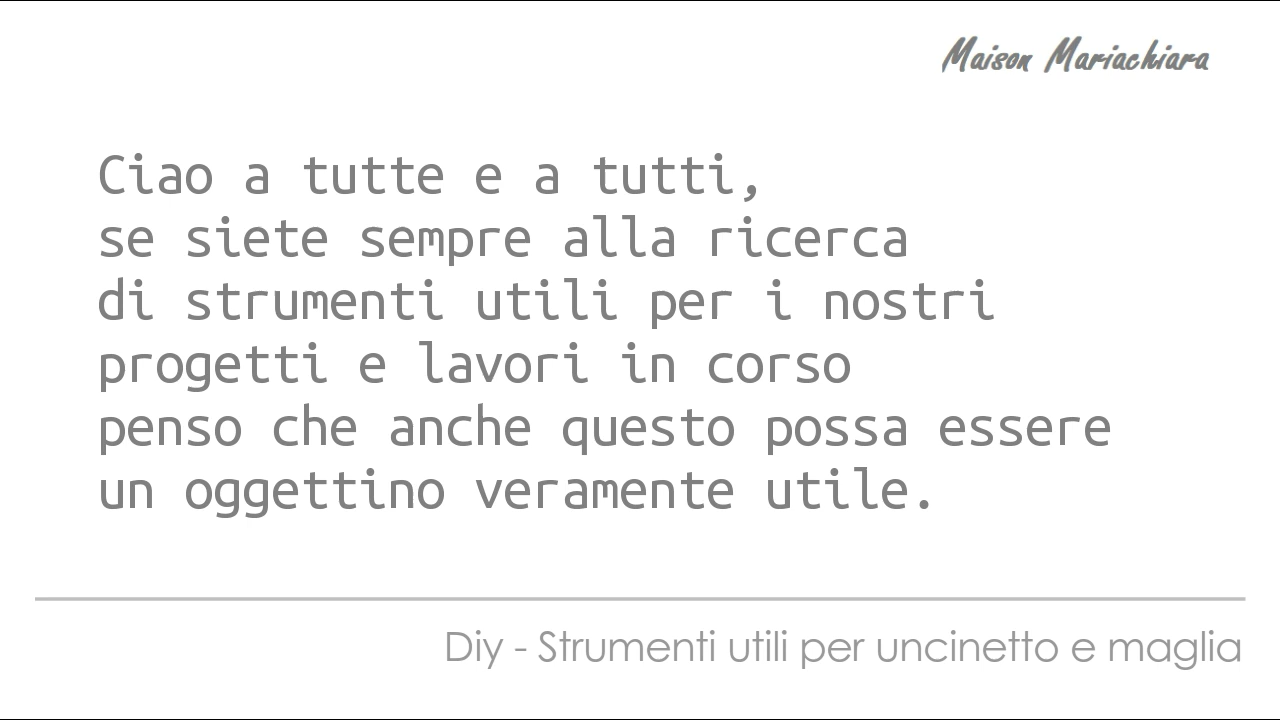 Maison Mariachiara
Ciao a tutte e a tutti,
se siete sempre alla ricerca
di strumenti utili per i nostri
progetti e lavori in corso
penso che anche questo possa essere
un oggettino veramente utile.
Diy - Strumenti utili per uncinetto e maglia